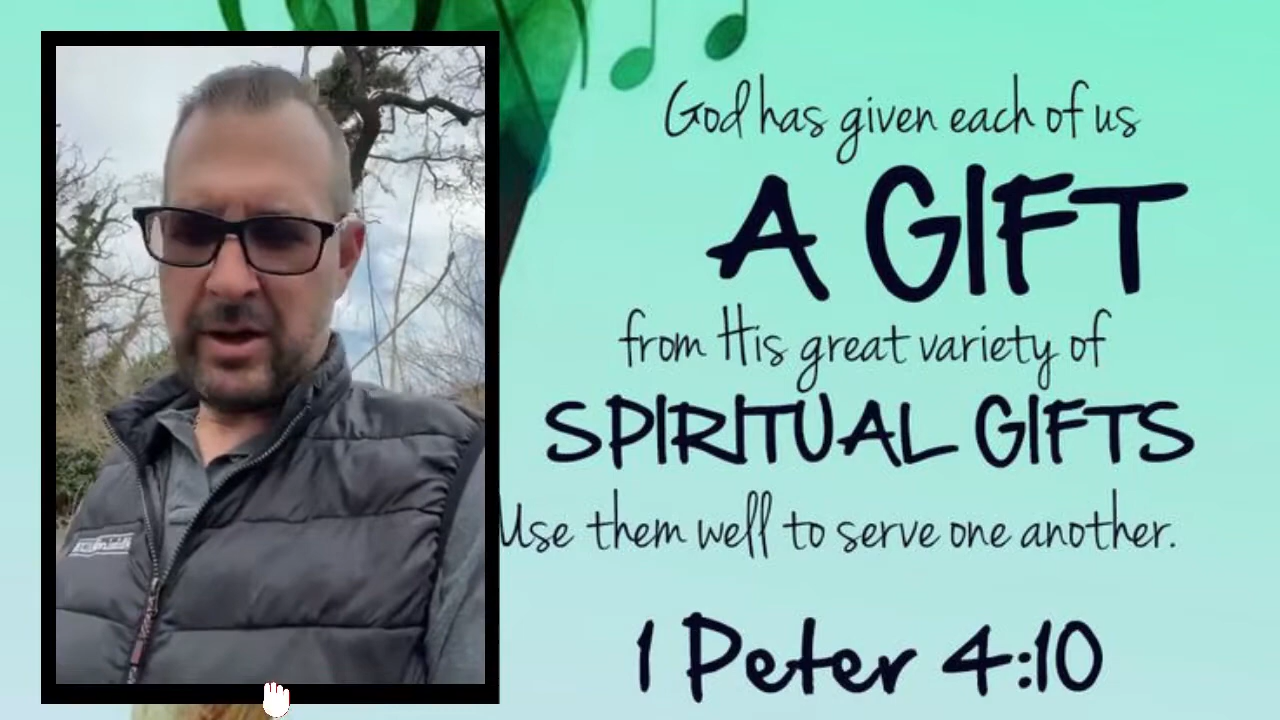 God has given each of us
A GIFT
from His great variety of
SPIRITUAL GIFTS
Use them well to serve one another.
1 Peter 4:10